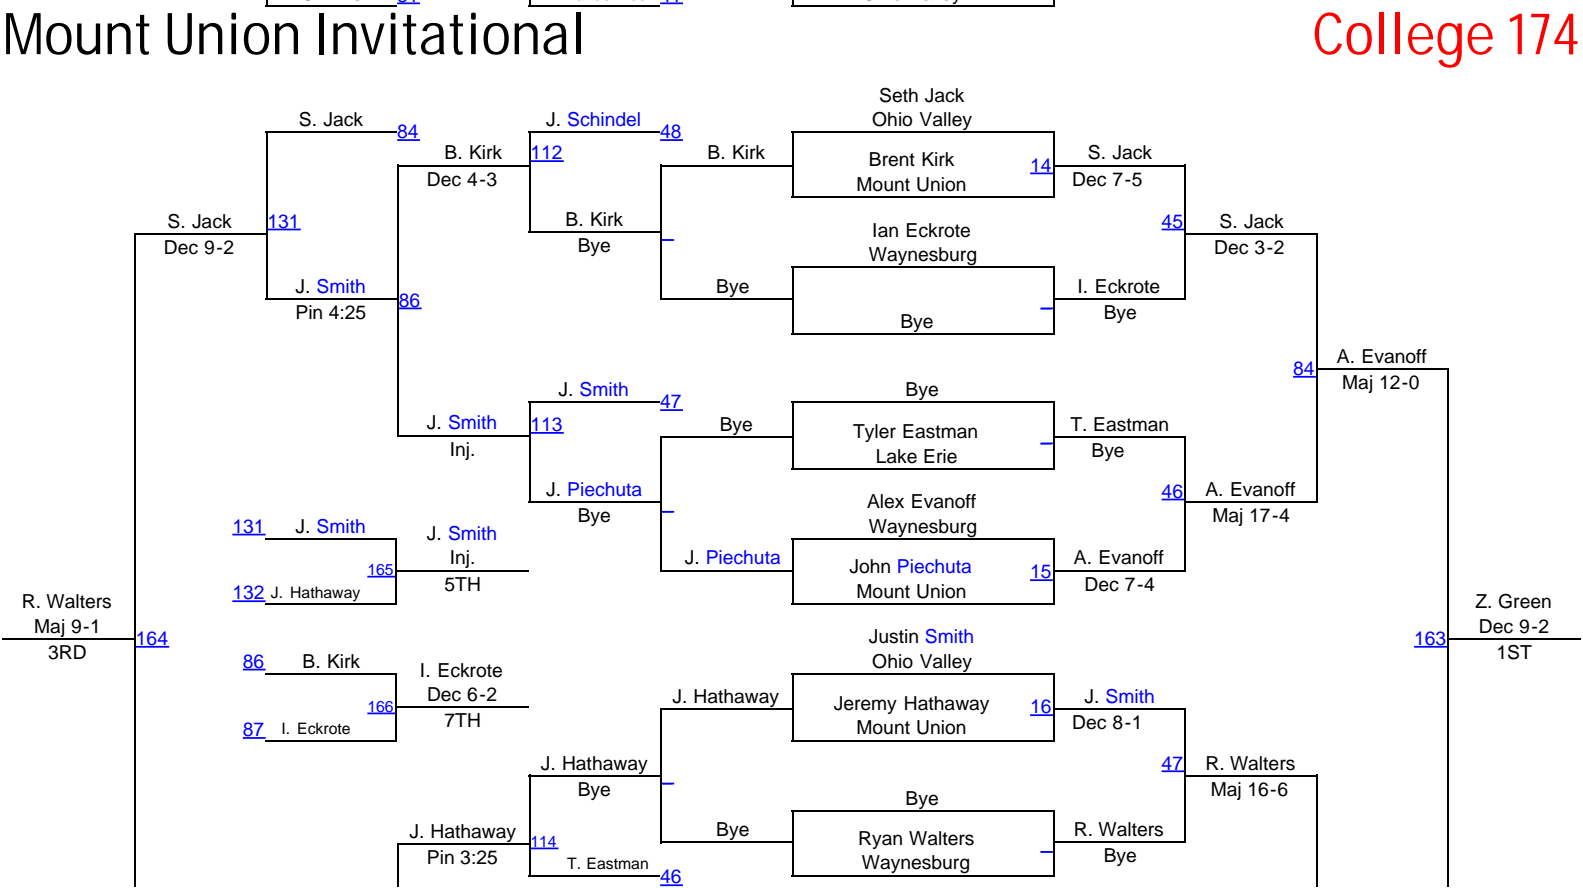 Mount Union Invitational
College 174
Seth Jack
S. Jack
84
J. Schindel
48
Ohio Valley
B. Kirk
112
B. Kirk
Brent Kirk
14
S. Jack
Dec 4-3
Mount Union
Dec 7-5
S. Jack
131
B. Kirk
Ian Eckrote
45
S. Jack
Dec 9-2
Bye
Waynesburg
Dec 3-2
J. Smith
86
Bye
I. Eckrote
Pin 4:25
Bye
Bye
84
A. Evanoff
Maj 12-0
J. Smith
47
Bye
J. Smith
113
Bye
Tyler Eastman
T. Eastman
Inj.
Lake Erie
Bye
J. Piechuta
Alex Evanoff
46
A. Evanoff
Bye
Waynesburg
Maj 17-4
131
J. Smith
J. Smith
Inj.
165
5TH
132
J. Hathaway
J. Piechuta
John Piechuta
15
A. Evanoff
Mount Union
Dec 7-4
R. Walters
Maj 9-1
164
3RD
Z. Green
163
Dec 9-2
1ST
Justin Smith
Ohio Valley
86
B. Kirk
I. Eckrote
Dec 6-2
166
7TH
87
I. Eckrote
J. Hathaway
Jeremy Hathaway
16
J. Smith
Mount Union
Dec 8-1
J. Hathaway
47
R. Walters
Bye
Maj 16-6
Bye
J. Hathaway
114
Bye
Ryan Walters
R. Walters
Pin 3:25
T. Eastman
46
Waynesburg
Bye